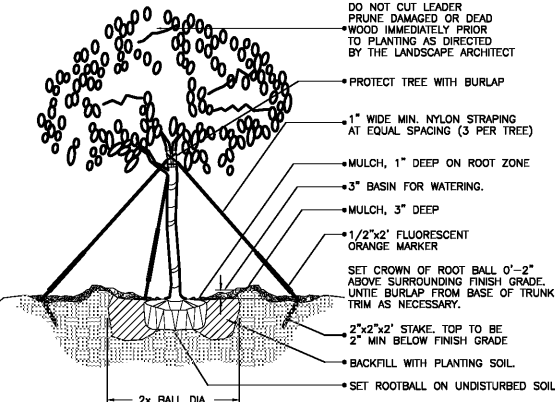 DO NOT CUT LEADER
PRUNE DAMAGED OR DEAD
WOOD IMMEDIATELY PRIOR
TO PLANTING AS DIRECTED
BY THE LANDSCAPE ARCHITECT
PROTECT TREE WITH BURLAP
1" WIDE MIN. NYLON STRAPING
AT EQUAL SPACING (3 PER TREE)
MULCH, 1" DEEP ON ROOT ZONE
3" BASIN FOR WATERING.
MULCH, 3" DEEP
1/2"x2' FLUORESCENT
ORANGE MARKER
SET CROWN OF ROOT BALL 0'-2"
ABOVE SURROUNDING FINISH GRADE.
UNTIE BURLAP FROM BASE OF TRUNK
TRIM AS NECESSARY.
2"x2"x2' STAKE. TOP TO BE
2" MIN BELOW FINISH GRADE
BACKFILL WITH PLANTING SOIL.
SET ROOTBALL ON UNDISTURBED SOIL
2x BALL DIA